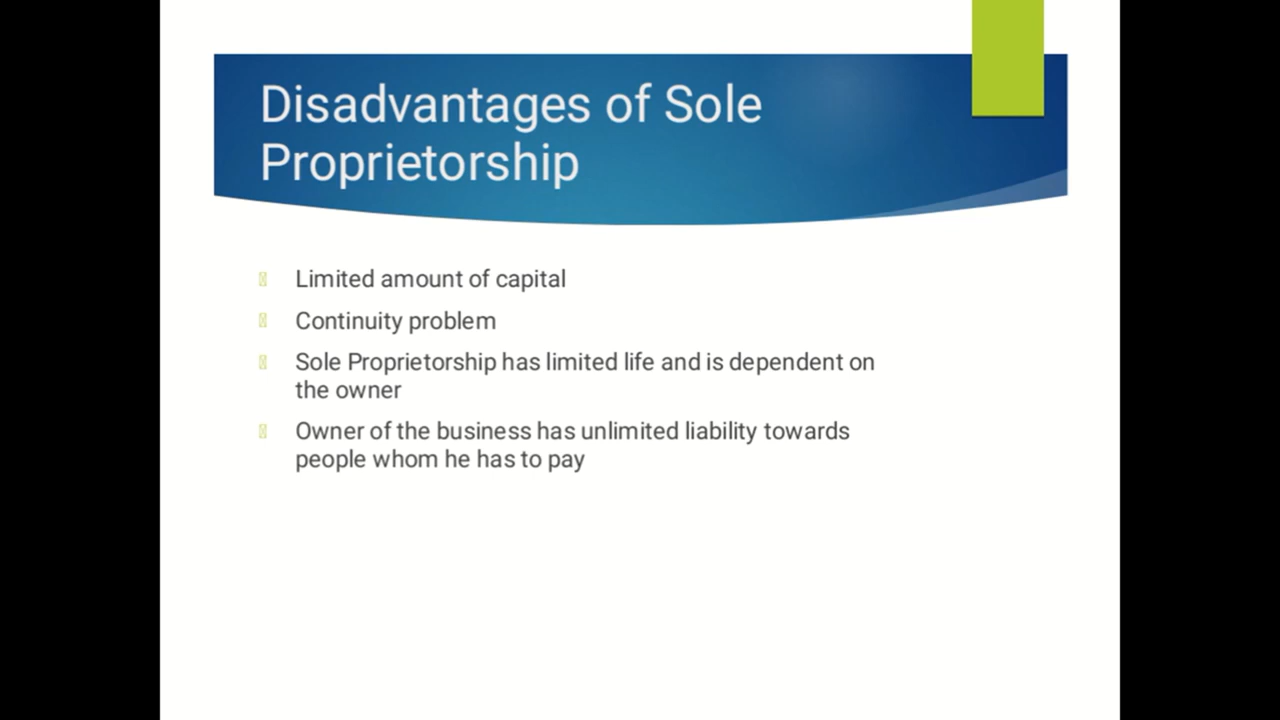 Disadvantages of Sole
Proprietorship
Limited amount of capital
Continuity problem
Sole Proprietorship has limited life and is dependent on
the owner
Owner of the business has unlimited liability towards
people whom he has to pay